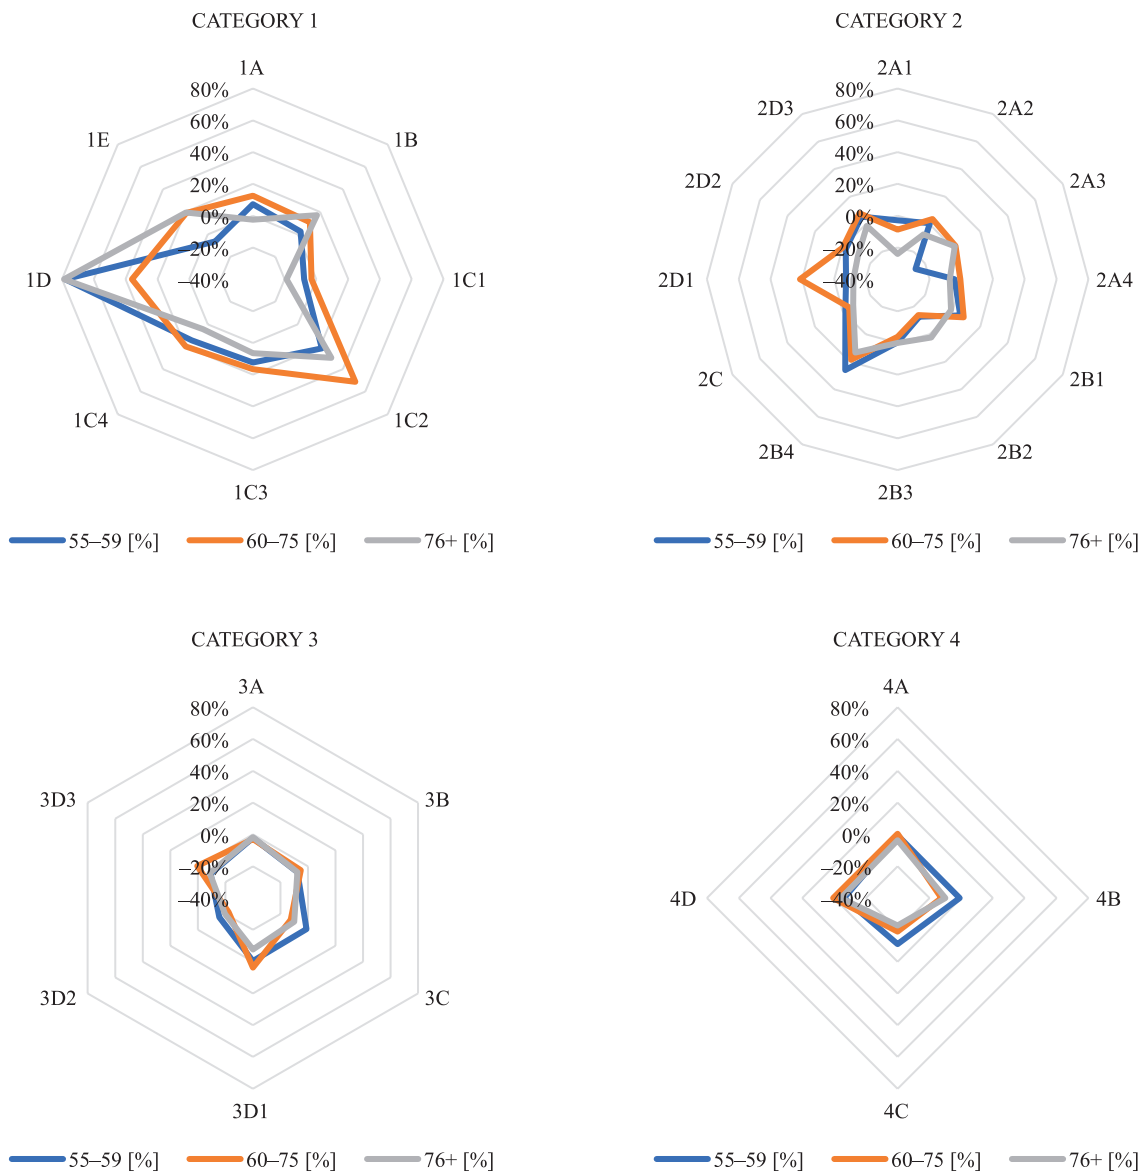 CATEGORY 1
1A
80%
60%
40%
20%
0%
–20%
–40%
1B
1C1
1C2
1C3
1C4
1D
1E
55–59 [%] 60–75 [%] 76+ [%]
CATEGORY 2
2A1
80%
60%
40%
20%
0%
–20%
–40%
2A2
2A3
2A4
2B1
2B2
2B3
2B4
2C
2D1
2D2
2D3
55–59 [%] 60–75 [%] 76+ [%]
CATEGORY 3
3A
80%
60%
40%
20%
0%
–20%
–40%
3B
3C
3D1
3D2
3D3
55–59 [%] 60–75 [%] 76+ [%]
CATEGORY 4
4A
80%
60%
40%
20%
0%
–20%
–40%
4B
4C
4D
55–59 [%] 60–75 [%] 76+ [%]